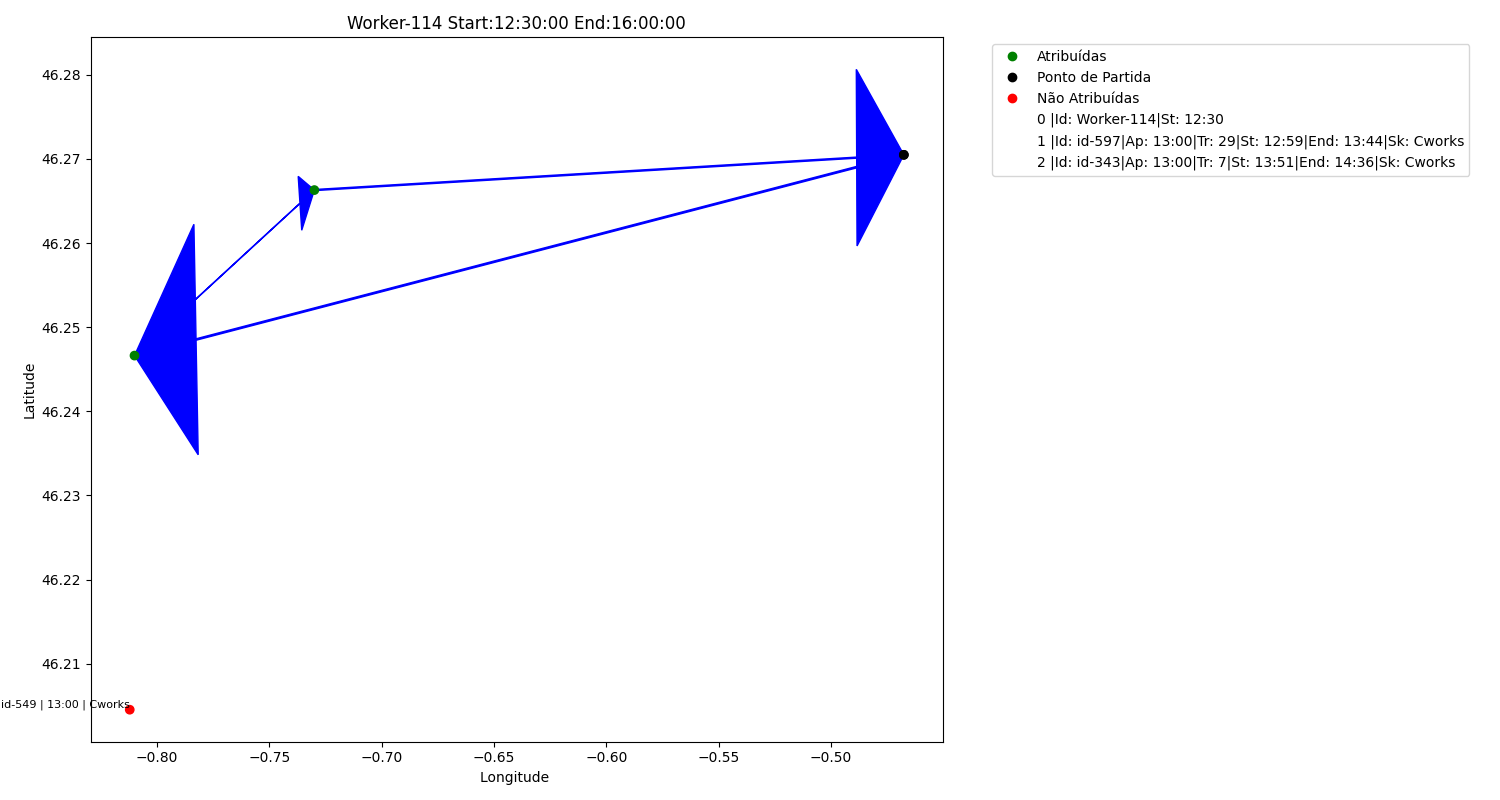 Worker-114 Start:12:30:00 End:16:00:00
Atribuídas
Ponto de Partida
Não Atribuídas
0 |Id: Worker-114|St: 12:30
1 |Id: id-597|Ap: 13:00|Tr: 29|St: 12:59|End: 13:44|Sk: Cworks
2 |Id: id-343|Ap: 13:00|Tr: 7|St: 13:51|End: 14:36|Sk: Cworks
46.28
46.27
46.26
46.25
46.24
46.23
46.22
46.21
Latitude
id-549 | 13:00 | Cworks
−0.80
−0.75
−0.70
−0.65
−0.60
−0.55
−0.50
Longitude